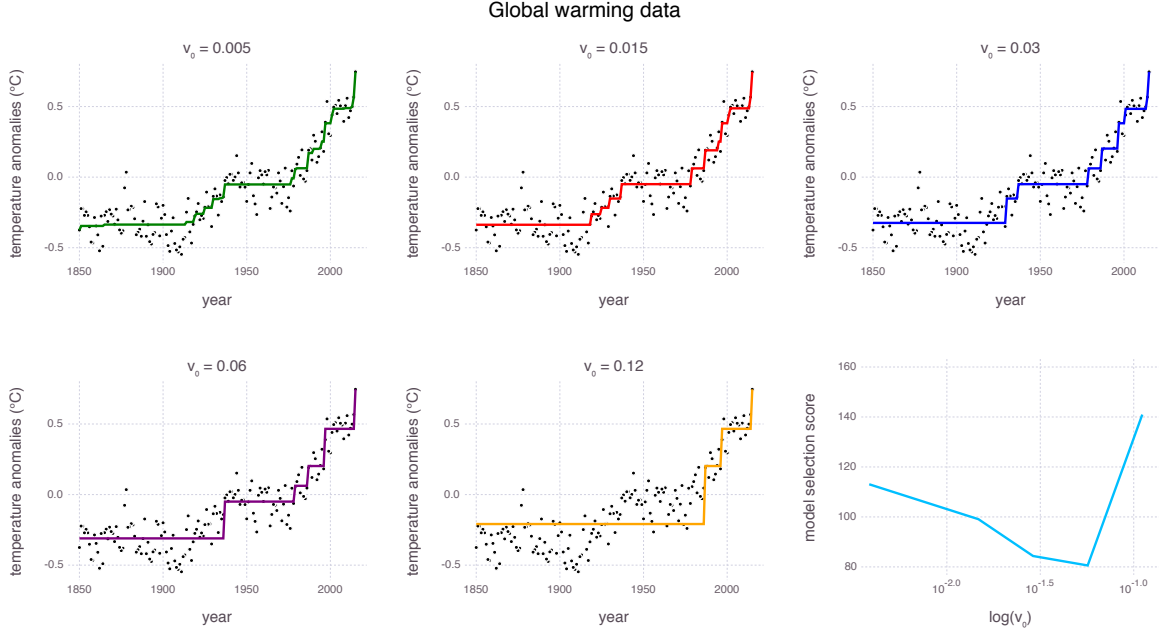 Global warming data
v₀ = 0.005
temperature anomalies (°C)
0.5
0.0
-0.5
1850
1900
1950
2000
year
v₀ = 0.015
temperature anomalies (°C)
0.5
0.0
-0.5
1850
1900
1950
2000
year
v₀ = 0.03
temperature anomalies (°C)
0.5
0.0
-0.5
1850
1900
1950
2000
year
v₀ = 0.06
temperature anomalies (°C)
0.5
0.0
-0.5
1850
1900
1950
2000
year
v₀ = 0.12
temperature anomalies (°C)
0.5
0.0
-0.5
1850
1900
1950
2000
year
model selection score
160
140
120
100
80
10⁻²·⁰
10⁻¹·⁵
10⁻¹·⁰
log(v₀)